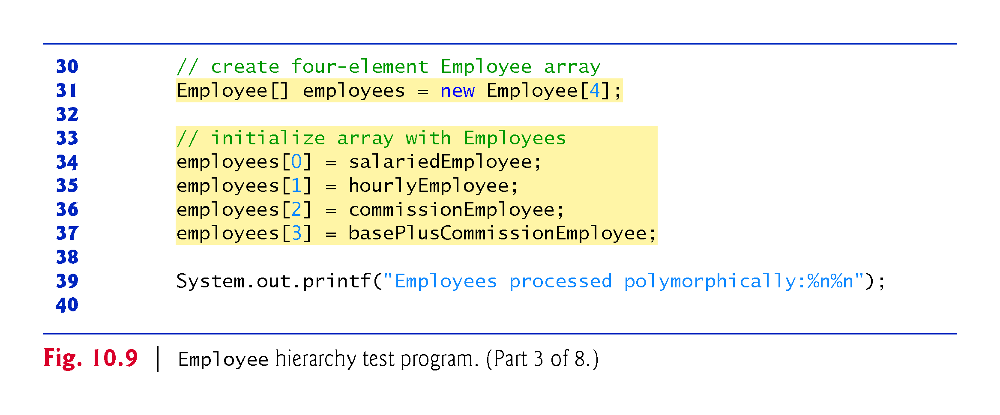 30 // create four-element Employee array
31 Employee[] employees = new Employee[4];
32
33 // initialize array with Employees
34 employees[0] = salariedEmployee;
35 employees[1] = hourlyEmployee;
36 employees[2] = commissionEmployee;
37 employees[3] = basePlusCommissionEmployee;
38
39 System.out.printf("Employees processed polymorphically:%n%n");
40
Fig. 10.9 | Employee hierarchy test program. (Part 3 of 8.)